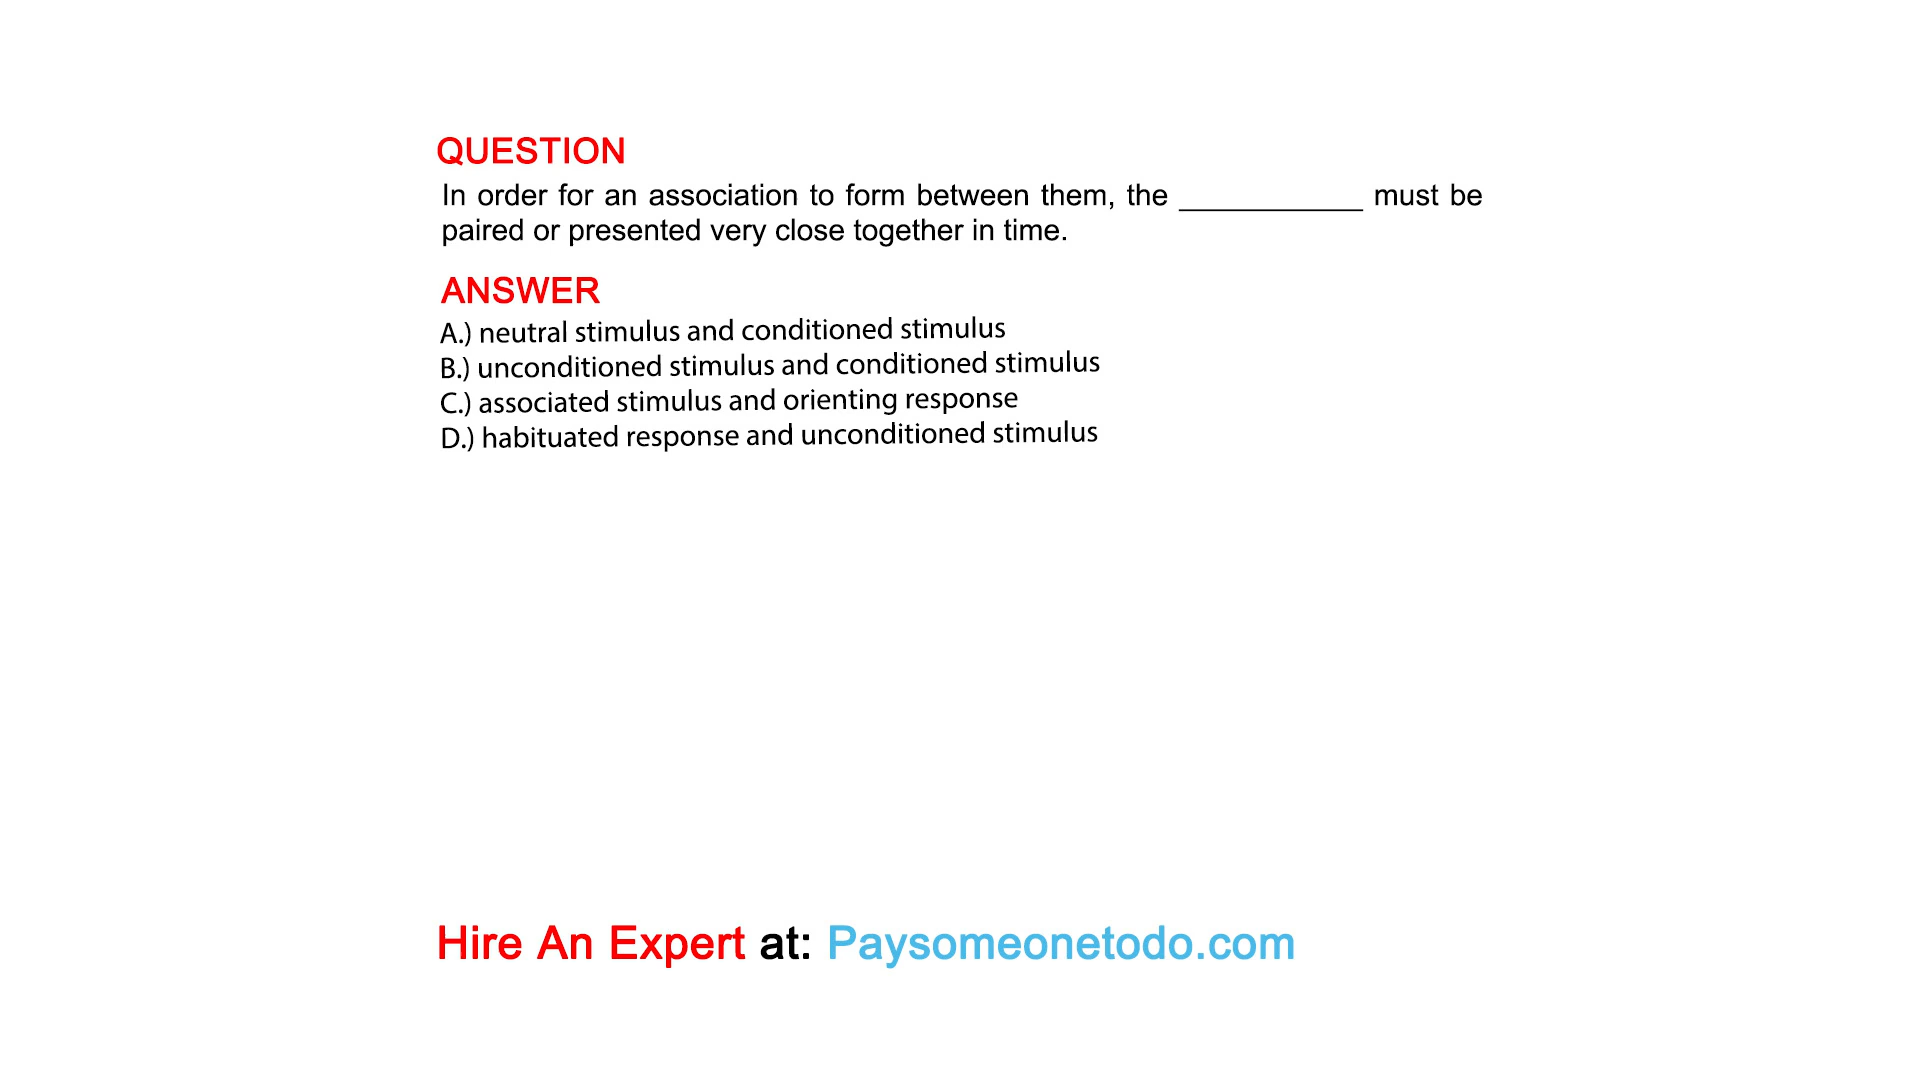 QUESTION
In order for an association to form between them, the ___________ must be
paired or presented very close together in time.
ANSWER
A.) neutral stimulus and conditioned stimulus
B.) unconditioned stimulus and conditioned stimulus
C.) associated stimulus and orienting response
D.) habituated response and unconditioned stimulus
Hire An Expert at: Paysomeonetodo.com